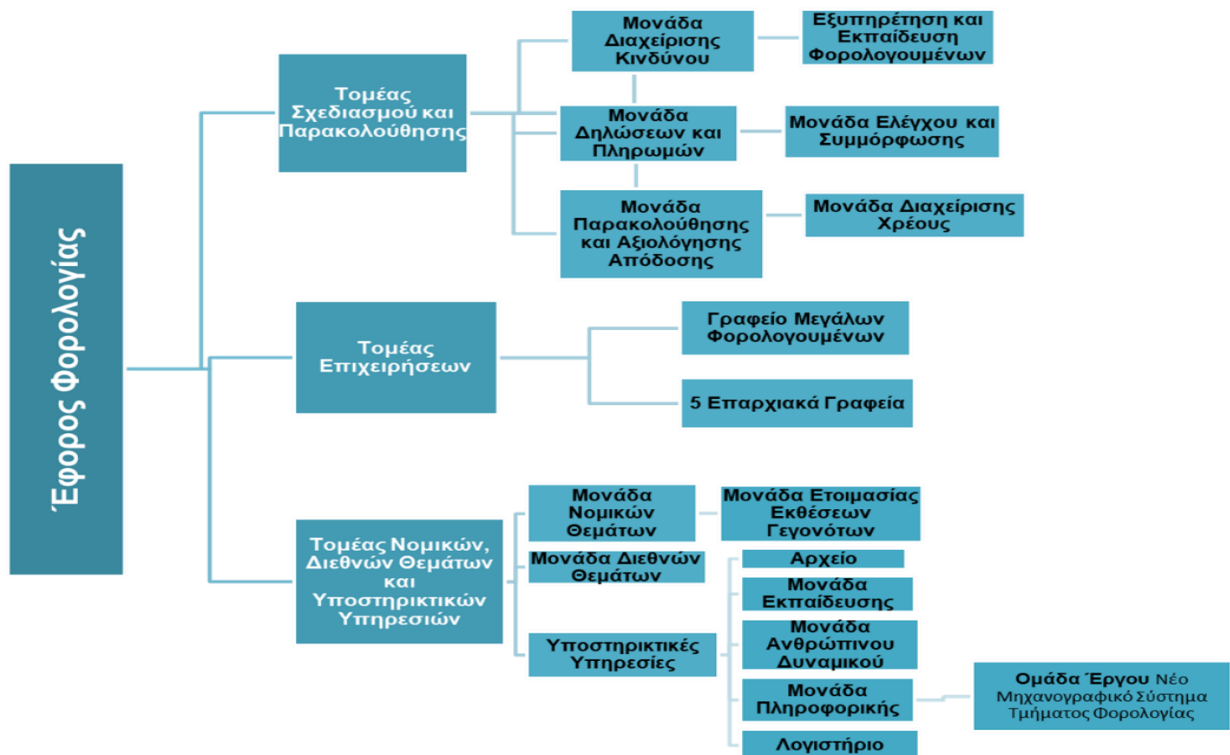 Έφορος Φορολογίας
Τομέας
Σχεδιασμού και
Παρακολούθησης
Μονάδα
Διαχείρισης
Κινδύνου
Εξυπηρέτηση και
Εκπαίδευση
Φορολογουμένων
Μονάδα
Δηλώσεων και
Πληρωμών
Μονάδα Ελέγχου και
Συμμόρφωσης
Μονάδα
Παρακολούθησης
και Αξιολόγησης
Απόδοσης
Μονάδα Διαχείρισης
Χρέους
Τομέας
Επιχειρήσεων
Γραφείο Μεγάλων
Φορολογουμένων
5 Επαρχιακά Γραφεία
Τομέας Νομικών,
Διεθνών Θεμάτων
και
Υποστηρικτικών
Υπηρεσιών
Μονάδα
Νομικών
Θεμάτων
Μονάδα Ετοιμασίας
Εκθέσεων
Γεγονότων
Μονάδα Διεθνών
Θεμάτων
Υποστηρικτικές
Υπηρεσίες
Αρχείο
Μονάδα
Εκπαίδευσης
Μονάδα
Ανθρώπινου
Δυναμικού
Μονάδα
Πληροφορικής
Ομάδα Έργου Νέο
Μηχανογραφικό Σύστημα
Τμήματος Φορολογίας
Λογιστήριο